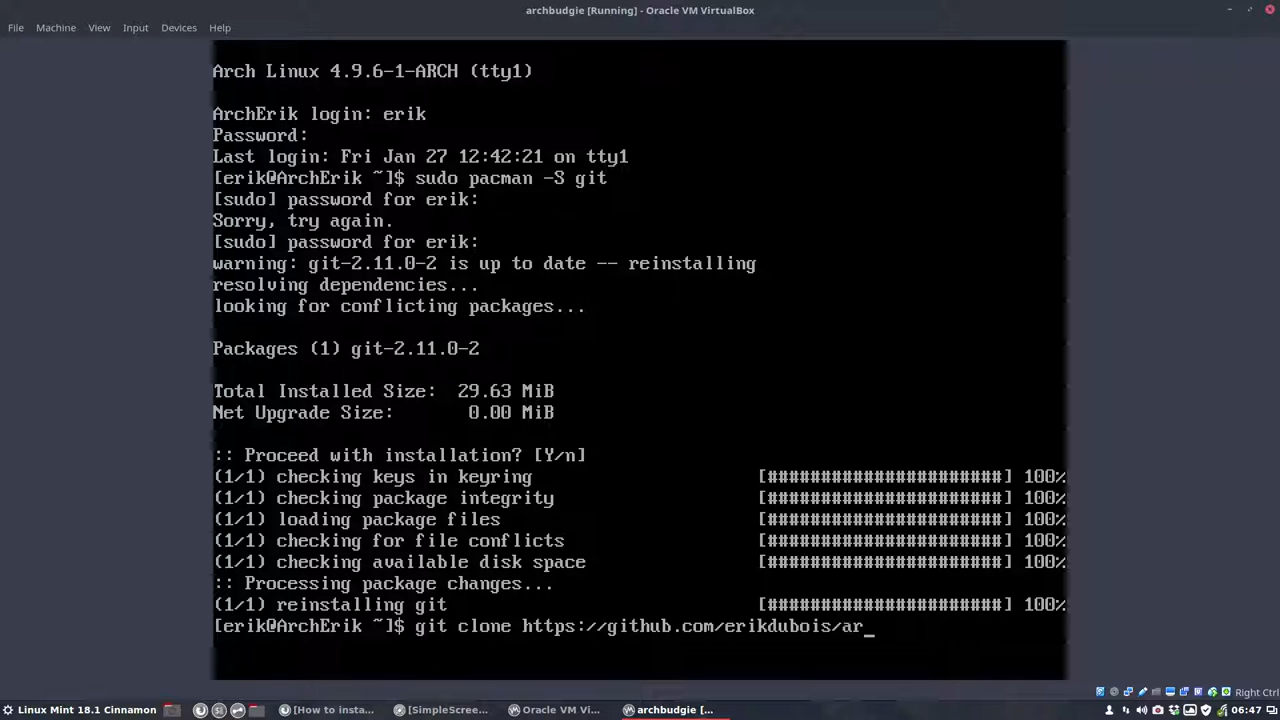 archbudgie [Running] - Oracle VM VirtualBox
File Machine View Input Devices Help
Arch Linux 4.9.6-1-ARCH (tty1)
ArchErik login: erik
Password:
Last login: Fri Jan 27 12:42:21 on tty1
[erik@ArchErik ~]$ sudo pacman -S git
[sudo] password for erik:
Sorry, try again.
[sudo] password for erik:
warning: git-2.11.0-2 is up to date -- reinstalling
resolving dependencies...
looking for conflicting packages...
Packages (1) git-2.11.0-2
Total Installed Size:  29.63 MiB
Net Upgrade Size:       0.00 MiB
:: Proceed with installation? [Y/n]
(1/1) checking keys in keyring [######################] 100%
(1/1) checking package integrity [######################] 100%
(1/1) loading package files [######################] 100%
(1/1) checking for file conflicts [######################] 100%
(1/1) checking available disk space [######################] 100%
:: Processing package changes...
(1/1) reinstalling git [######################] 100%
[erik@ArchErik ~]$ git clone https://github.com/erikdubois/ar_
Right Ctrl
Linux Mint 18.1 Cinnamon [How to insta... [SimpleScree... Oracle VM Vi... archbudgie [... 06:47